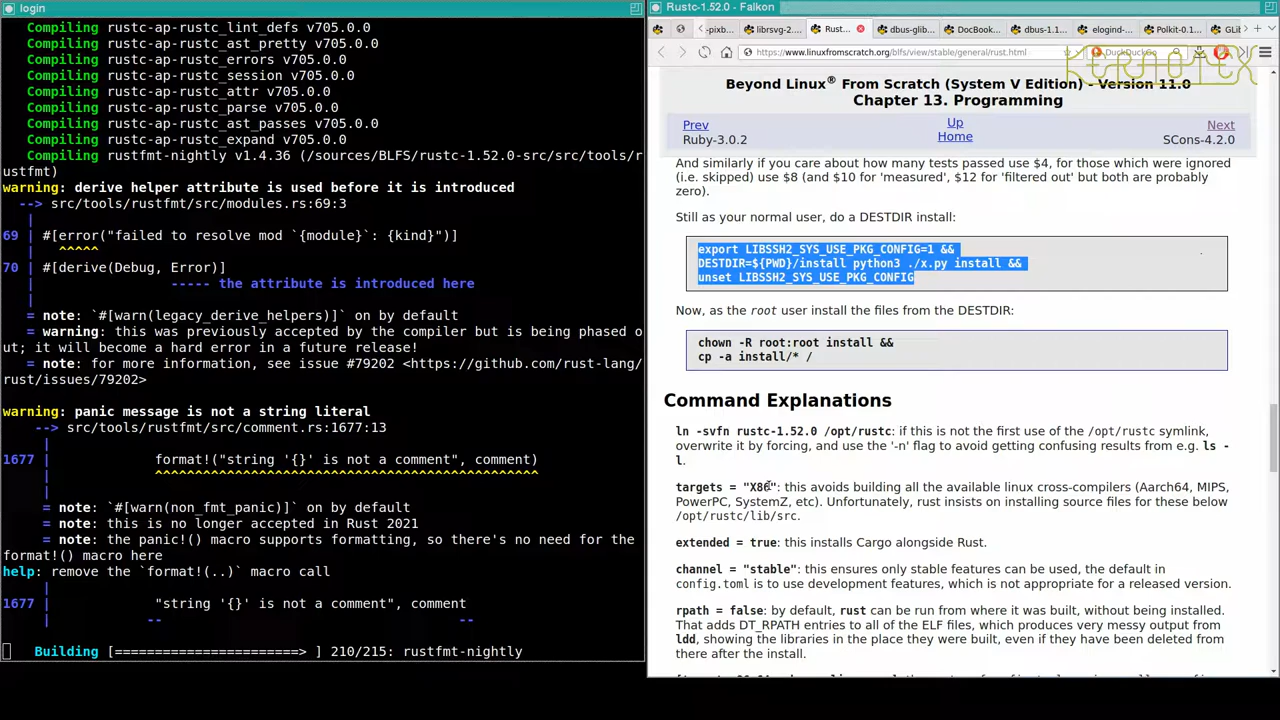 login
Compiling rustc-ap-rustc_lint_defs v705.0.0
Compiling rustc-ap-rustc_ast_pretty v705.0.0
Compiling rustc-ap-rustc_errors v705.0.0
Compiling rustc-ap-rustc_session v705.0.0
Compiling rustc-ap-rustc_attr v705.0.0
Compiling rustc-ap-rustc_parse v705.0.0
Compiling rustc-ap-rustc_ast_passes v705.0.0
Compiling rustc-ap-rustc_expand v705.0.0
Compiling rustfmt-nightly v1.4.36 (/sources/BLFS/rustc-1.52.0-src/src/tools/r
ustfmt)
warning: derive helper attribute is used before it is introduced
--> src/tools/rustfmt/src/modules.rs:69:3
|
69 | #[error("failed to resolve mod `{module}`: {kind}")]
| ^^^^^
70 | #[derive(Debug, Error)]
| ----- the attribute is introduced here
|
= note: `#[warn(legacy_derive_helpers)]` on by default
= warning: this was previously accepted by the compiler but is being phased o
ut; it will become a hard error in a future release!
= note: for more information, see issue #79202 <https://github.com/rust-lang/
rust/issues/79202>
warning: panic message is not a string literal
--> src/tools/rustfmt/src/comment.rs:1677:13
|
1677 | format!("string '{}' is not a comment", comment)
| ^^^^^^^^^^^^^^^^^^^^^^^^^^^^^^^^^^^^^^^^^^^^^^^^
|
= note: `#[warn(non_fmt_panic)]` on by default
= note: this is no longer accepted in Rust 2021
= note: the panic!() macro supports formatting, so there's no need for the
format!() macro here
help: remove the `format!(..)` macro call
|
1677 | "string '{}' is not a comment", comment
| -- --
Building [=======================> ] 210/215: rustfmt-nightly
Rustc-1.52.0 - Falkon
-pixb
librsvg-2.
Rust...
dbus-glib
DocBook
dbus-1.1
elogind-
Polkit-0.1
GLi
https://www.linuxfromscratch.org/blfs/view/stable/general/rust.html
DuckDuckGo
KERNOTEX
Beyond Linux® From Scratch (System V Edition) - Version 11.0
Chapter 13. Programming
Prev
Up
Next
Ruby-3.0.2
Home
SCons-4.2.0
And similarly if you care about how many tests passed use $4, for those which were ignored
(i.e. skipped) use $8 (and $10 for 'measured', $12 for 'filtered out' but both are probably
zero).
Still as your normal user, do a DESTDIR install:
export LIBSSH2_SYS_USE_PKG_CONFIG=1 &&
DESTDIR=${PWD}/install python3 ./x.py install &&
unset LIBSSH2_SYS_USE_PKG_CONFIG
Now, as the root user install the files from the DESTDIR:
chown -R root:root install &&
cp -a install/* /
Command Explanations
ln -svfn rustc-1.52.0 /opt/rustc: if this is not the first use of the /opt/rustc symlink,
overwrite it by forcing, and use the '-n' flag to avoid getting confusing results from e.g. ls -
l.
targets = "X86": this avoids building all the available linux cross-compilers (Aarch64, MIPS,
PowerPC, SystemZ, etc). Unfortunately, rust insists on installing source files for these below
/opt/rustc/lib/src.
extended = true: this installs Cargo alongside Rust.
channel = "stable": this ensures only stable features can be used, the default in
config.toml is to use development features, which is not appropriate for a released version.
rpath = false: by default, rust can be run from where it was built, without being installed.
That adds DT_RPATH entries to all of the ELF files, which produces very messy output from
ldd, showing the libraries in the place they were built, even if they have been deleted from
there after the install.